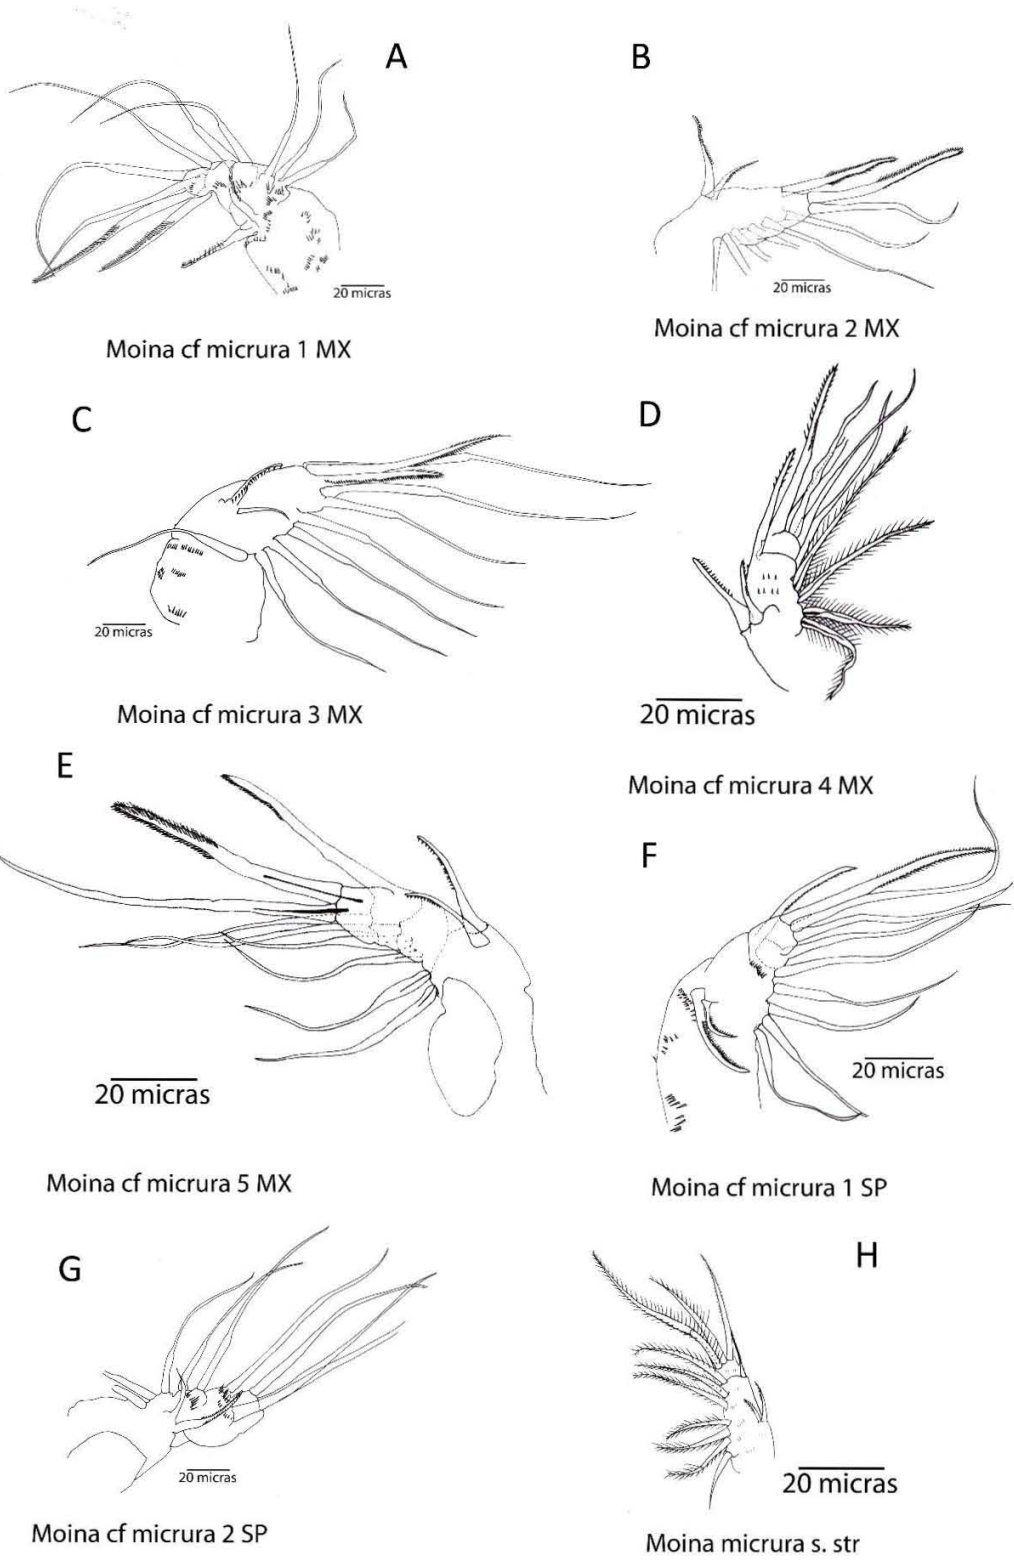 A
B
20 micras
20 micras
Moina cf micrura 1 MX
Moina cf micrura 2 MX
C
D
20 micras
20 micras
Moina cf micrura 3 MX
Moina cf micrura 4 MX
E
F
20 micras
20 micras
Moina cf micrura 5 MX
Moina cf micrura 1 SP
G
H
20 micras
20 micras
Moina cf micrura 2 SP
Moina micrura s. str